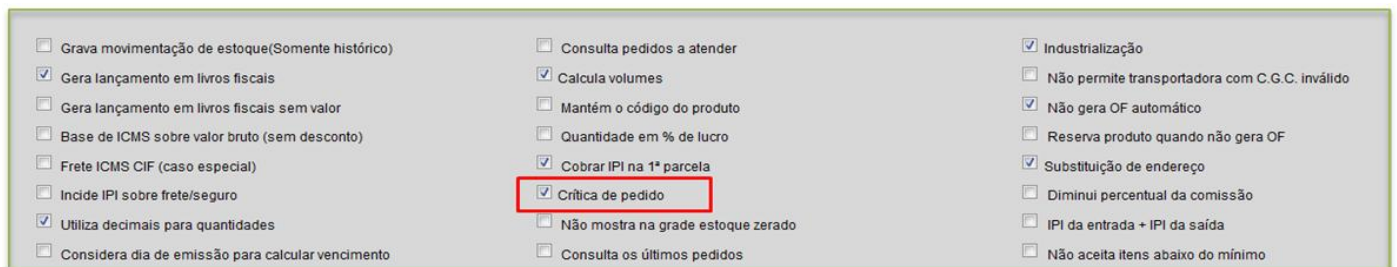 Grava movimentação de estoque(Somente histórico)
Gera lançamento em livros fiscais
Gera lançamento em livros fiscais sem valor
Base de ICMS sobre valor bruto (sem desconto)
Frete ICMS CIF (caso especial)
Incide IPI sobre frete/seguro
Utiliza decimais para quantidades
Considera dia de emissão para calcular vencimento
Consulta pedidos a atender
Calcula volumes
Mantém o código do produto
Quantidade em % de lucro
Cobrar IPI na 1ª parcela
Crítica de pedido
Não mostra na grade estoque zerado
Consulta os últimos pedidos
Industrialização
Não permite transportadora com C.G.C. inválido
Não gera OF automático
Reserva produto quando não gera OF
Substituição de endereço
Diminui percentual da comissão
IPI da entrada + IPI da saída
Não aceita itens abaixo do mínimo